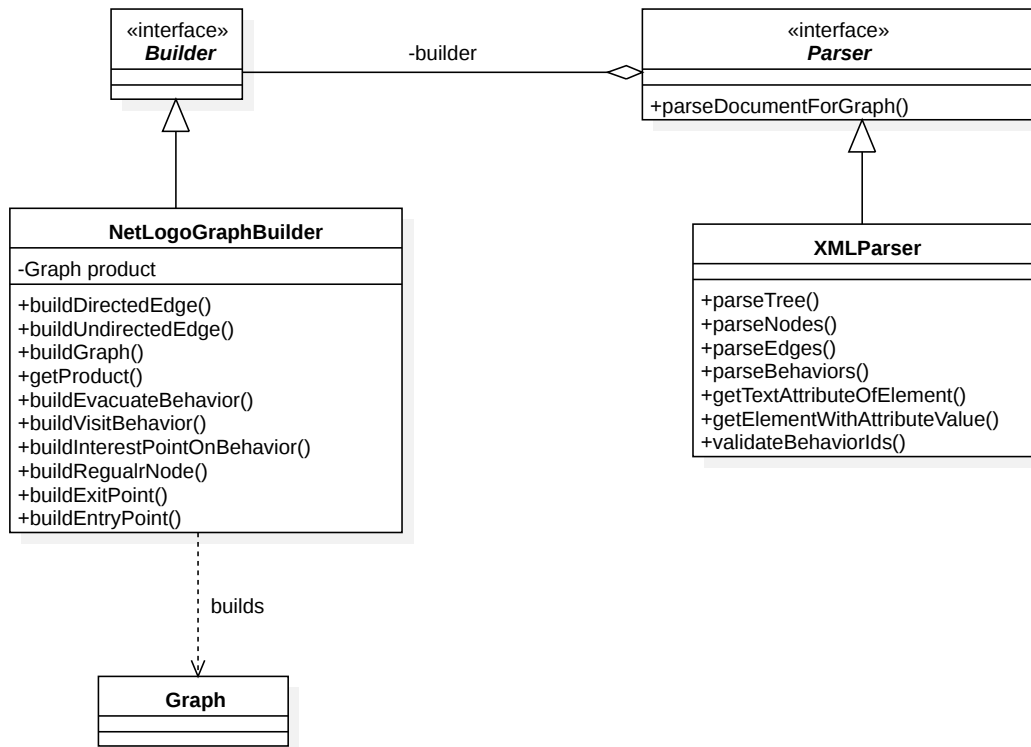 «interface»
Builder
-builder
«interface»
Parser
+parseDocumentForGraph()
NetLogoGraphBuilder
-Graph product
+buildDirectedEdge()
+buildUndirectedEdge()
+buildGraph()
+getProduct()
+buildEvacuateBehavior()
+buildVisitBehavior()
+buildInterestPointOnBehavior()
+buildRegualrNode()
+buildExitPoint()
+buildEntryPoint()
XMLParser
+parseTree()
+parseNodes()
+parseEdges()
+parseBehaviors()
+getTextAttributeOfElement()
+getElementWithAttributeValue()
+validateBehaviorIds()
builds
Graph